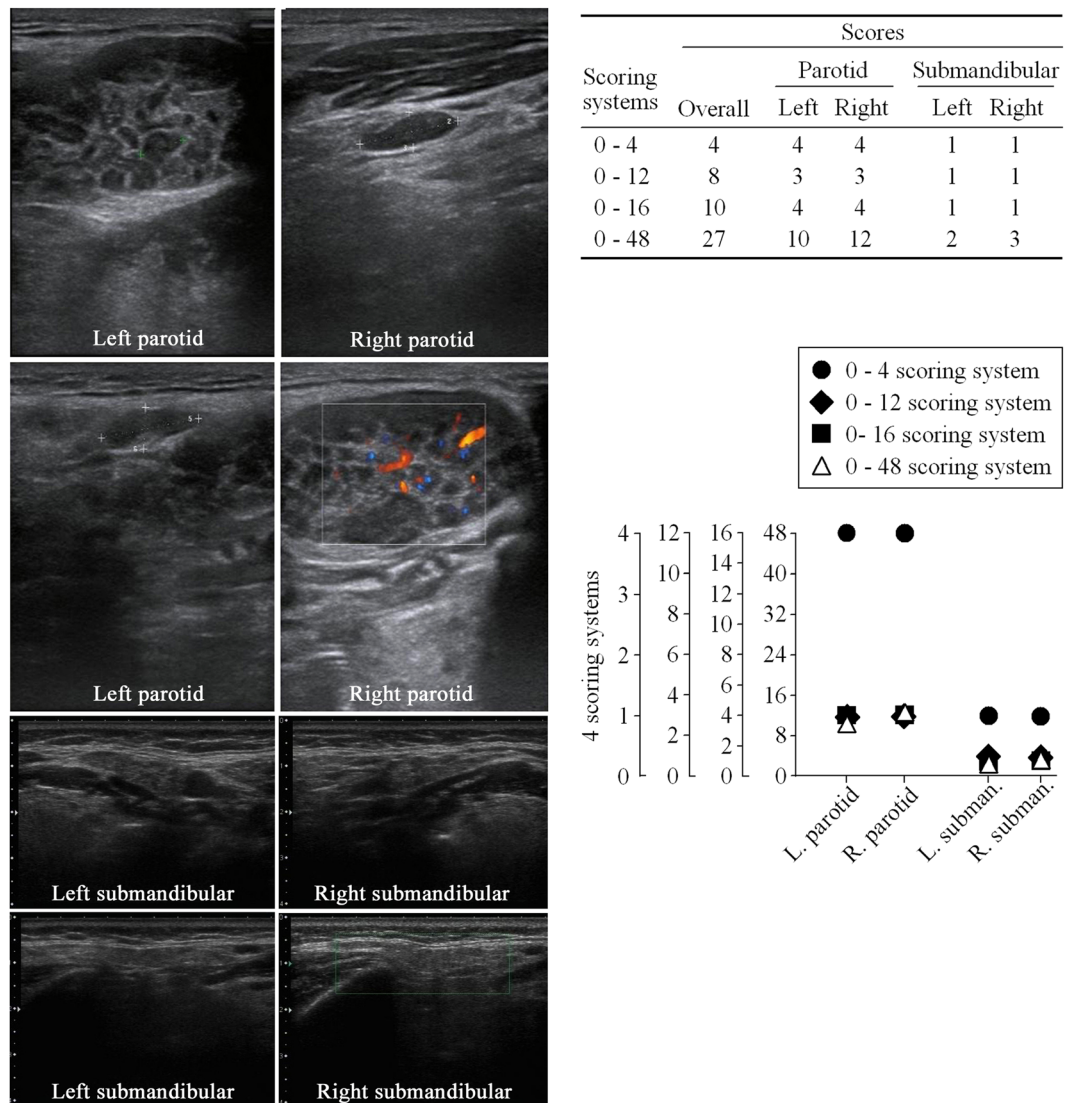 Left parotid
Right parotid
Left parotid
Right parotid
Left submandibular
Right submandibular
Left submandibular
Right submandibular
Scores
Scoring systems
Overall
Parotid
Submandibular
Left Right Left Right
0 - 4 4 4 4 1 1
0 - 12 8 3 3 1 1
0 - 16 10 4 4 1 1
0 - 48 27 10 12 2 3
0 - 4 scoring system
0 - 12 scoring system
0- 16 scoring system
0 - 48 scoring system
4 scoring systems
4
3
2
1
0
12
10
8
6
4
2
0
16
14
12
10
8
6
4
2
0
48
40
32
24
16
8
0
L. parotid
R. parotid
L. subman.
R. subman.